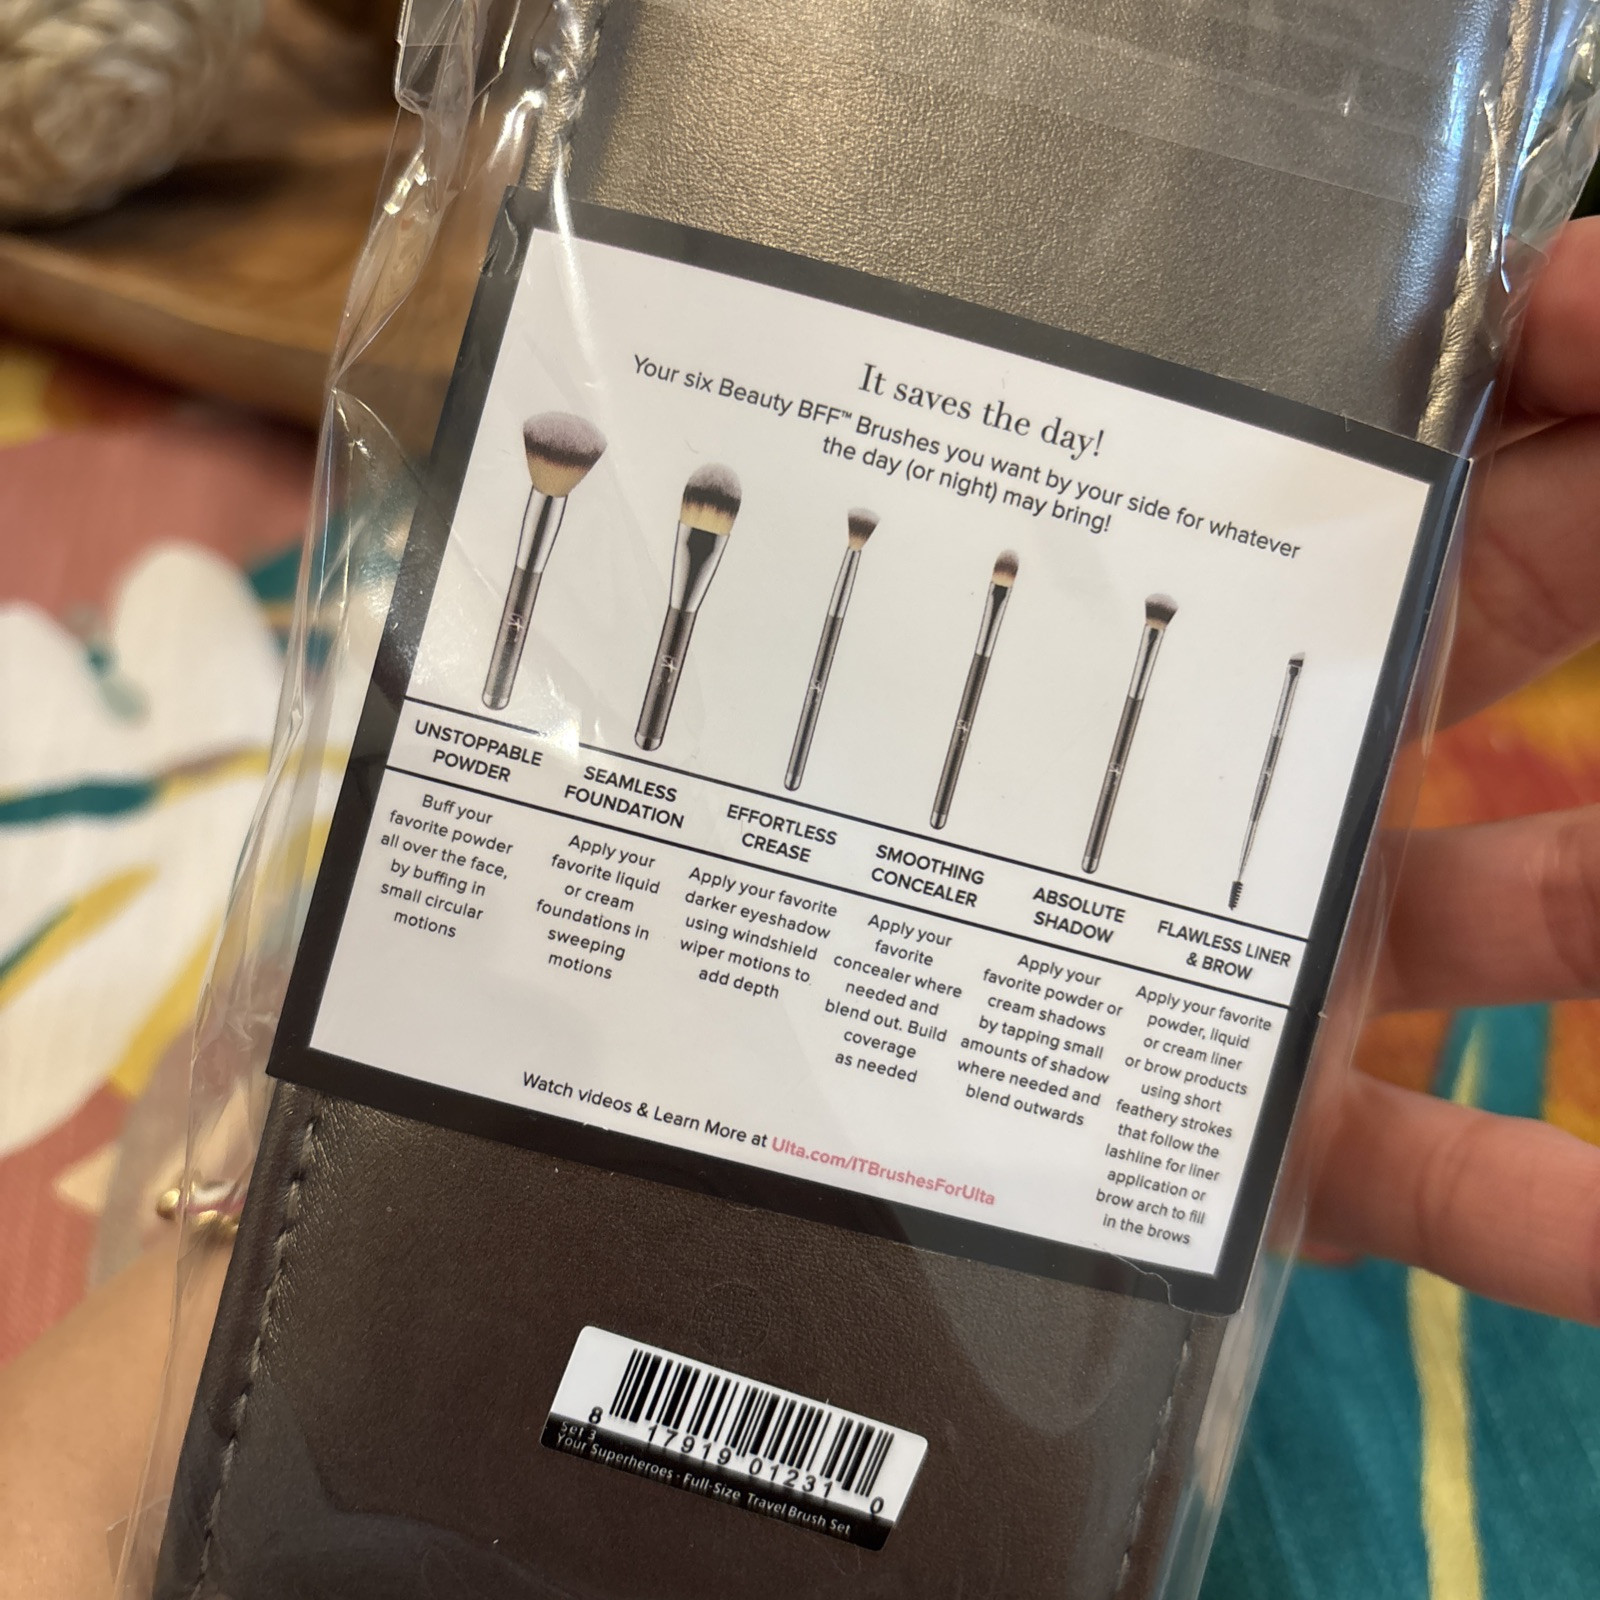 It saves the day!
Your six Beauty BFF™ Brushes you want by your side for whatever
the day (or night) may bring!
UNSTOPPABLE
POWDER
Buff your
favorite powder
all over the face,
by buffing in
small circular
motions
SEAMLESS
FOUNDATION
Apply your
favorite liquid
or cream
foundations in
sweeping
motions
EFFORTLESS
CREASE
Apply your favorite
darker eyeshadow
using windshield
wiper motions to
add depth
SMOOTHING
CONCEALER
Apply your
favorite
concealer where
needed and
blend out. Build
coverage
as needed
ABSOLUTE
SHADOW
Apply your
favorite powder or
cream shadows
by tapping small
amounts of shadow
where needed and
blend outwards
FLAWLESS LINER
& BROW
Apply your favorite
powder, liquid
or cream liner
or brow products
using short
feathery strokes
that follow the
lashline for liner
application or
brow arch to fill
in the brows
Watch videos & Learn More at Ulta.com/ITBrushesForUlta
8 17919 01231 0
Set 3
Your Superheroes - Full-Size Travel Brush Set